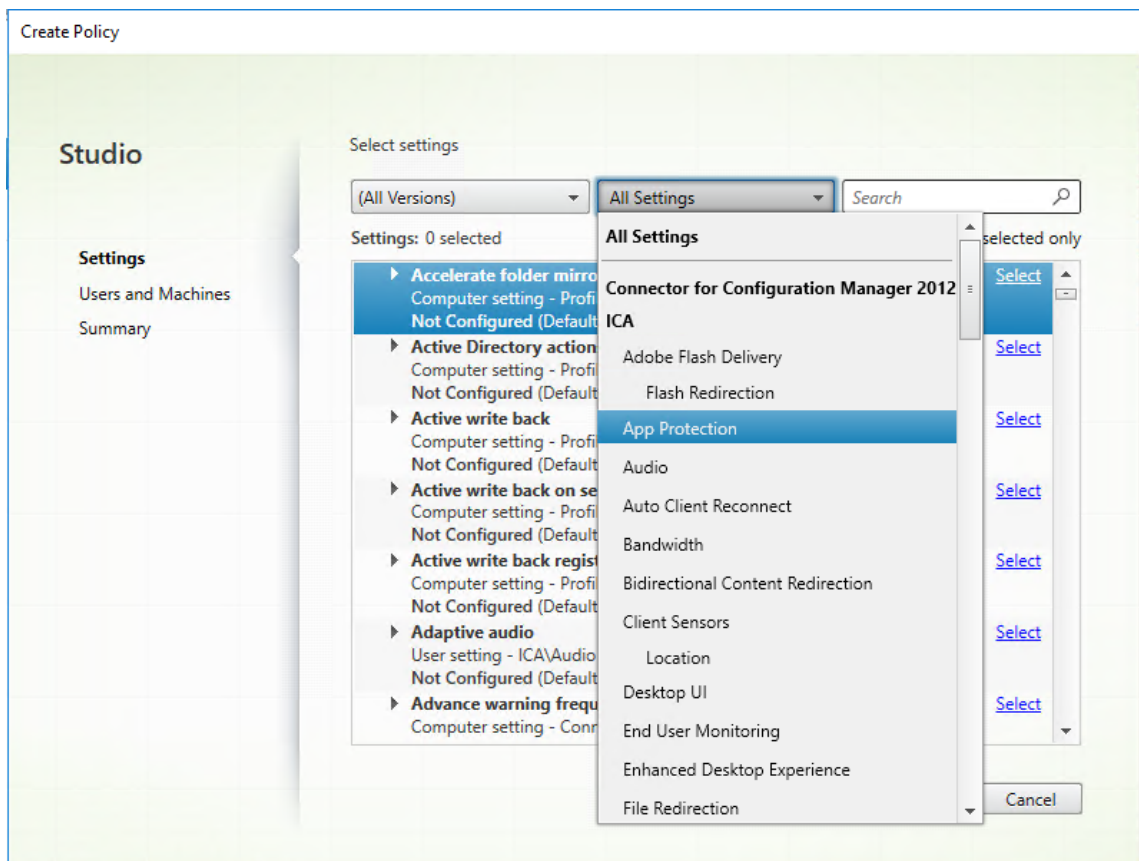 Create Policy
Studio
Settings
Users and Machines
Summary
Select settings
(All Versions)
All Settings
Search
Settings: 0 selected
selected only
Accelerate folder mirro
Computer setting - Profi
Not Configured (Default
Select
Active Directory action
Computer setting - Profi
Not Configured (Default
Select
Active write back
Computer setting - Profi
Not Configured (Default
Select
Active write back on se
Computer setting - Profi
Not Configured (Default
Select
Active write back regist
Computer setting - Profi
Not Configured (Default
Select
Adaptive audio
User setting - ICA\Audio
Not Configured (Default
Select
Advance warning frequ
Computer setting - Conn
Select
All Settings
Connector for Configuration Manager 2012
ICA
Adobe Flash Delivery
Flash Redirection
App Protection
Audio
Auto Client Reconnect
Bandwidth
Bidirectional Content Redirection
Client Sensors
Location
Desktop UI
End User Monitoring
Enhanced Desktop Experience
File Redirection
Cancel